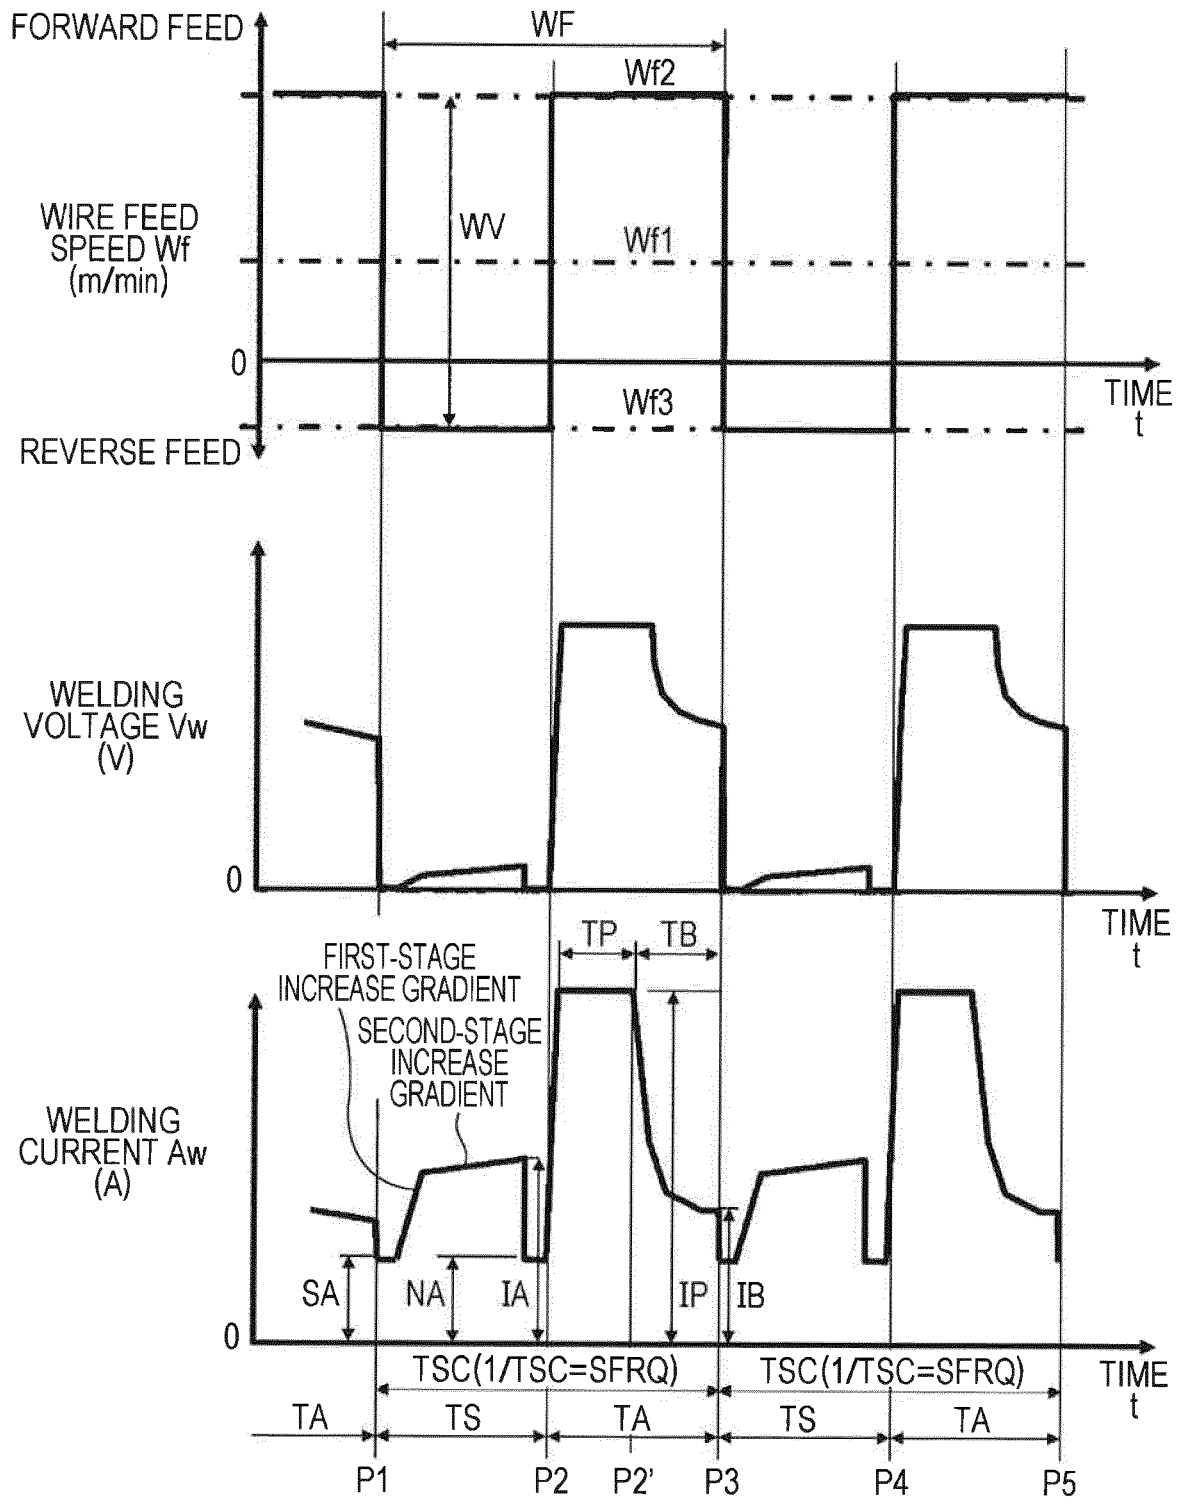 FORWARD FEED
WF
Wf2
WV
WIRE FEED
SPEED Wf
(m/min)
Wf1
0
TIME
t
Wf3
REVERSE FEED
WELDING
VOLTAGE Vw
(V)
0
TIME
t
TP
TB
FIRST-STAGE
INCREASE GRADIENT
SECOND-STAGE
INCREASE
GRADIENT
WELDING
CURRENT Aw
(A)
SA
NA
IA
IP
IB
0
TIME
t
TSC(1/TSC=SFRQ)
TSC(1/TSC=SFRQ)
TA
TS
TA
TS
TA
P1
P2
P2'
P3
P4
P5